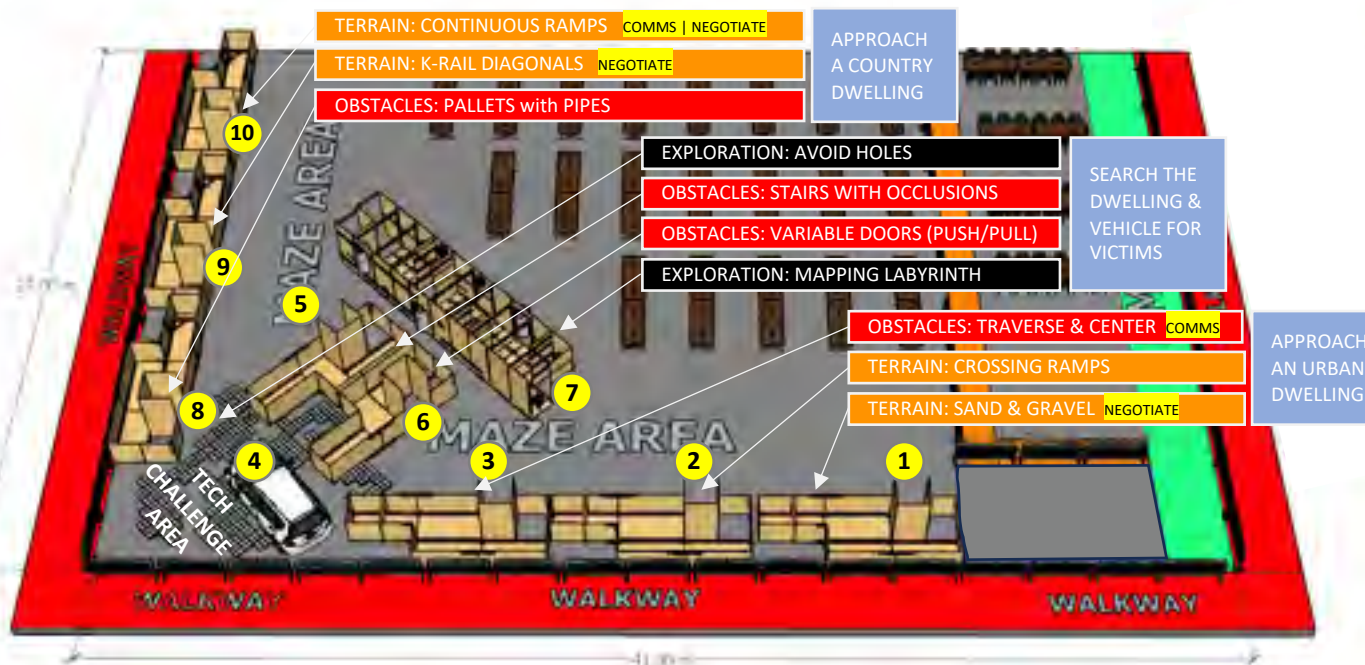 TERRAIN: CONTINUOUS RAMPS COMMS | NEGOTIATE
TERRAIN: K-RAIL DIAGONALS NEGOTIATE
OBSTACLES: PALLETS with PIPES
APPROACH
A COUNTRY
DWELLING
EXPLORATION: AVOID HOLES
OBSTACLES: STAIRS WITH OCCLUSIONS
OBSTACLES: VARIABLE DOORS (PUSH/PULL)
EXPLORATION: MAPPING LABYRINTH
SEARCH THE
DWELLING &
VEHICLE FOR
VICTIMS
OBSTACLES: TRAVERSE & CENTER COMMS
TERRAIN: CROSSING RAMPS
TERRAIN: SAND & GRAVEL NEGOTIATE
APPROACH
AN URBAN
DWELLING
10
9
8
5
4
6
7
3
2
1
MAZE AREA
MAZE AREA
TECH
CHALLENGE
AREA
WALKWAY
WALKWAY
WALKWAY
WALKWAY